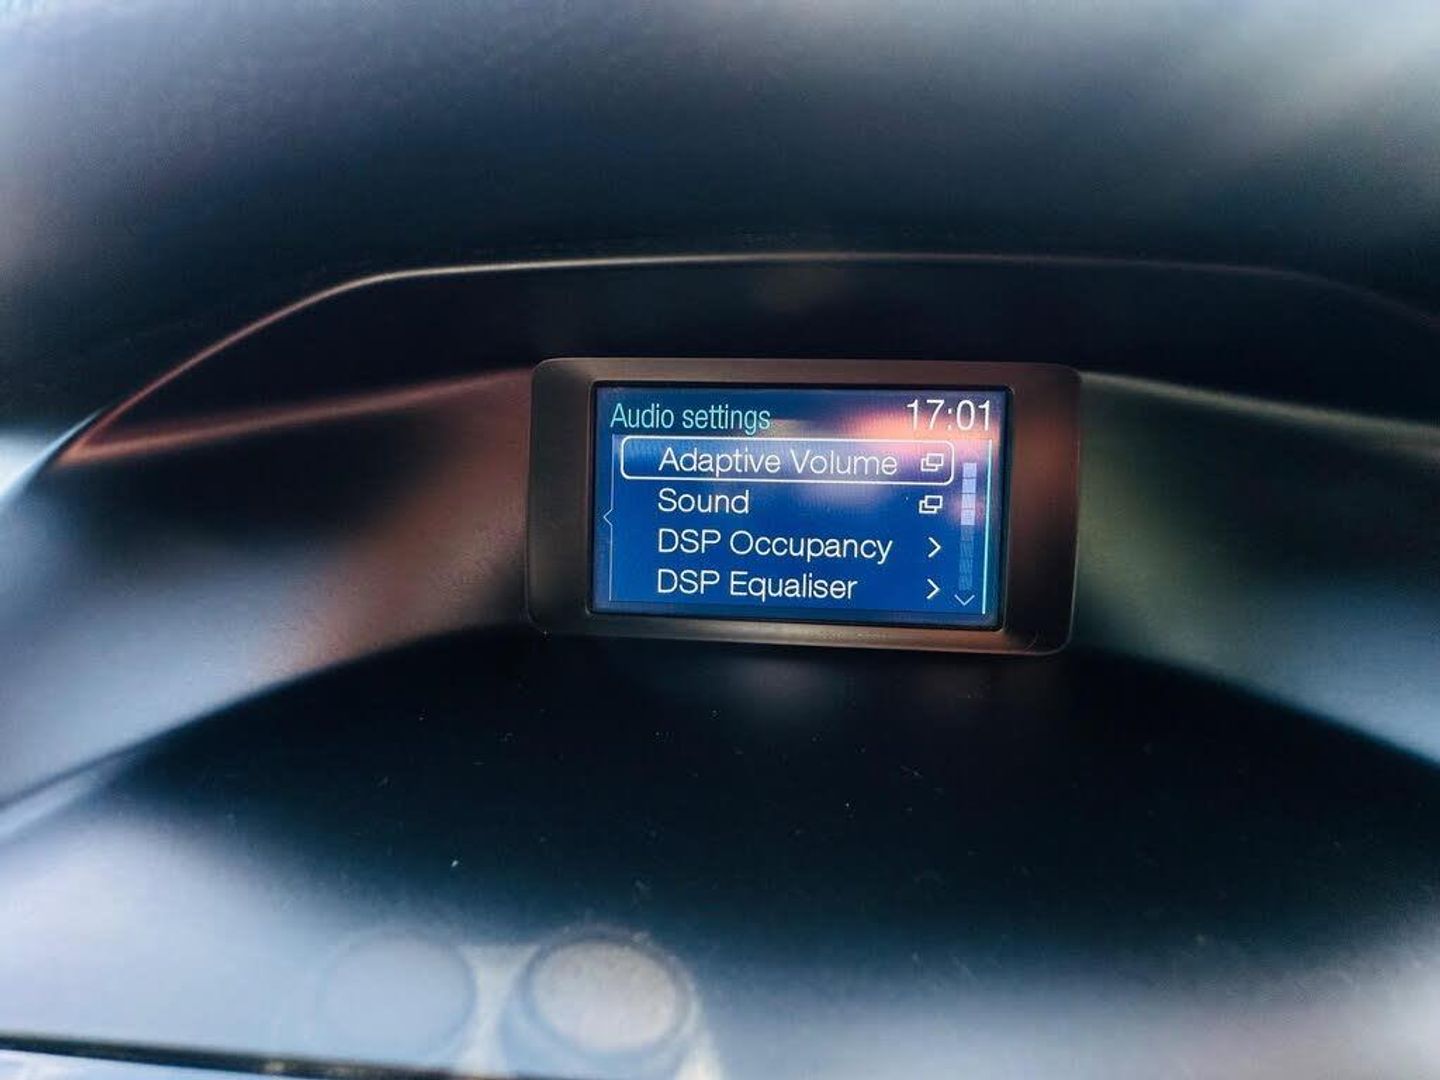 Audio settings 17:01
Adaptive Volume
Sound
DSP Occupancy
DSP Equaliser